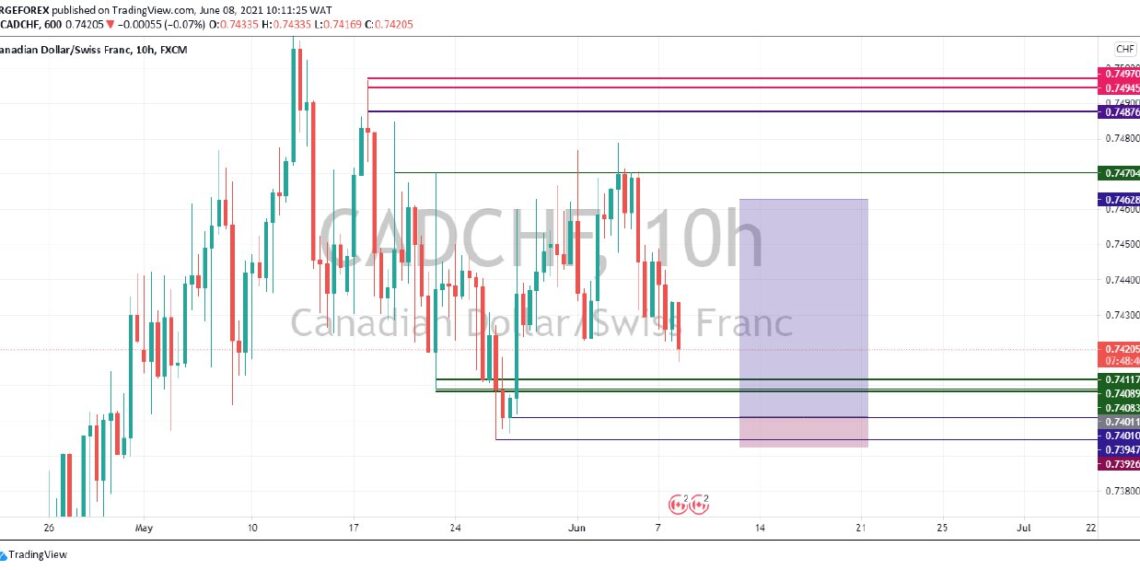 RGEFOREX published on TradingView.com, June 08, 2021 10:11:25 WAT
CADCHF, 600 0.74205 ▼ −0.00055 (−0.07%) O:0.74335 H:0.74335 L:0.74169 C:0.74205
anadian Dollar/Swiss Franc, 10h, FXCM
CHF
0.74970
0.74945
0.74900
0.74876
0.74800
0.74704
0.74628
0.74600
0.74500
0.74400
0.74300
0.74205
07:48:4
0.74117
0.74089
0.74083
0.74011
0.74010
0.73947
0.73926
0.73800
CADCHF, 10h
Canadian Dollar/Swiss Franc
2
2
26 May 10 17 24 Jun 7 14 21 25 Jul 22
TradingView